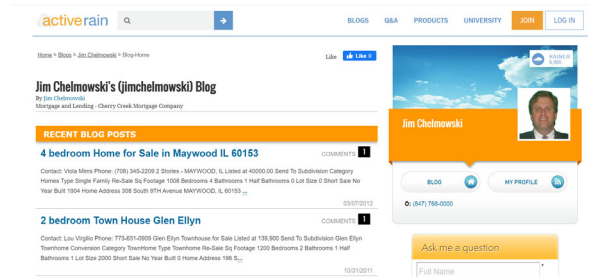 activerain
BLOGS Q&A PRODUCTS UNIVERSITY JOIN LOG IN
Home > Blogs > Jim Chelmowski > Blog-Home
Like Like 0
Jim Chelmowski's (jimchelmowski) Blog
By Jim Chelmowski
Mortgage and Lending - Cherry Creek Mortgage Company
RECENT BLOG POSTS
4 bedroom Home for Sale in Maywood IL 60153
COMMENTS 1
Contact: Viola Mims Phone: (708) 345-2209 2 Stories - MAYWOOD, IL Listed at 40000.00 Send To Subdivision Category
Homes Type Single Family Re-Sale Sq Footage 1008 Bedrooms 4 Bathrooms 1 Half Bathrooms 0 Lot Size 0 Short Sale No
Year Built 1904 Home Address 308 South 9TH Avenue MAYWOOD, IL 60153 ...
03/07/2012
2 bedroom Town House Glen Ellyn
COMMENTS 1
Contact: Lou Virgilio Phone: 773-631-0909 Glen Ellyn Townhouse for Sale Listed at 139,900 Send To Subdivision Glen Ellyn
Townhome Conversion Category TownHome Type Townhome Re-Sale Sq Footage 1200 Bedrooms 2 Bathrooms 1 Half
Bathrooms 1 Lot Size 2000 Short Sale No Year Built 0 Home Address 196 S...
10/31/2011
RAINER
Jim Chelmowski
BLOG
MY PROFILE
O: (847) 768-0000
Ask me a question
Full Name
*